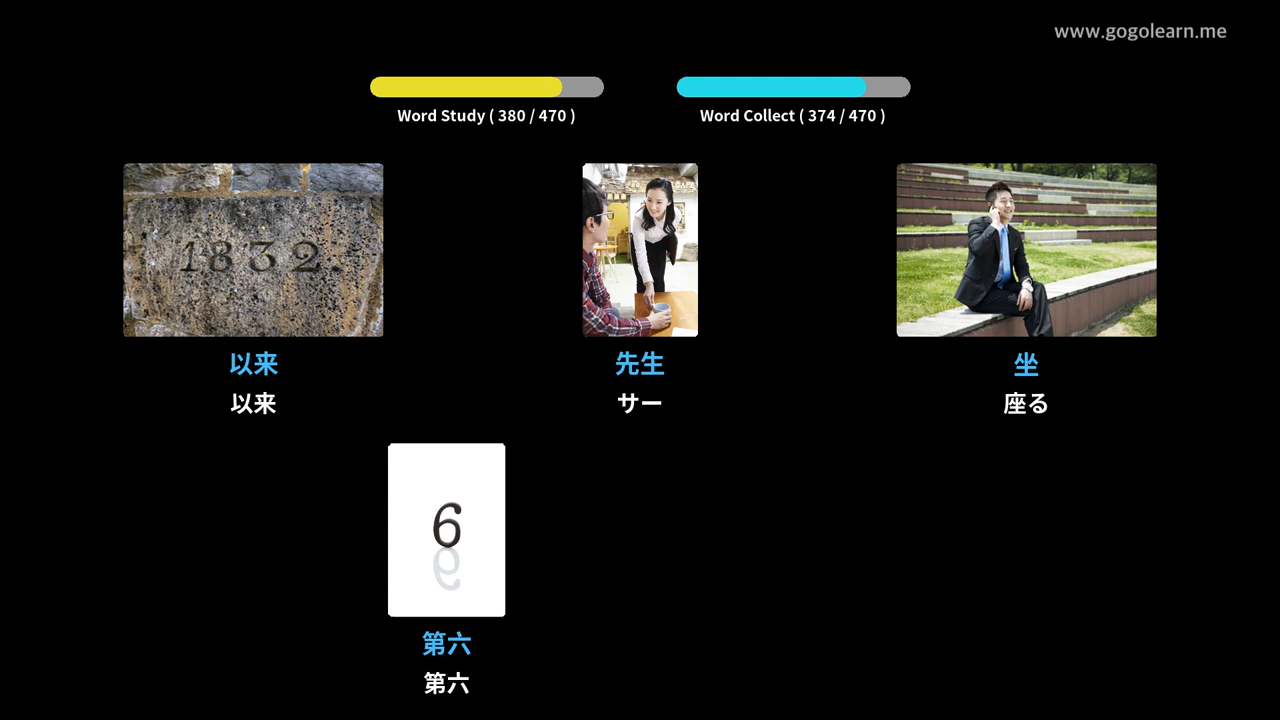 www.gogolearn.me
Word Study ( 380 / 470 )
Word Collect ( 374 / 470 )
1832.
以来
以来
先生
サー
坐
座る
6
第六
第六